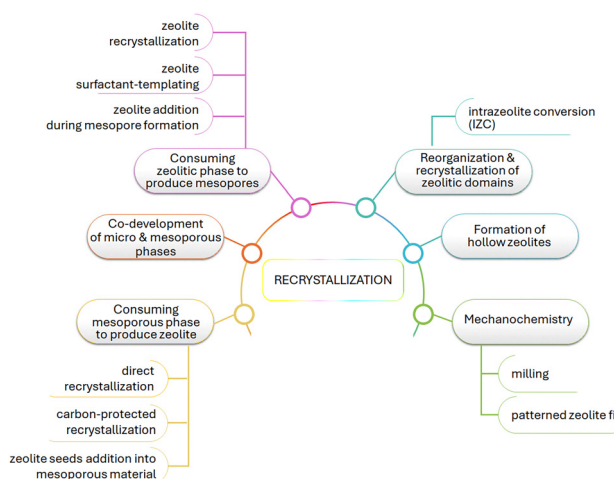 zeolite
recrystallization
zeolite
surfactant-templating
zeolite addition
during mesopore formation
Consuming
zeolitic phase to
produce mesopores
Co-development
of micro & mesoporous
phases
Consuming
mesoporous phase
to produce zeolite
direct
recrystallization
carbon-protected
recrystallization
zeolite seeds addition into
mesoporous material
RECRYSTALLIZATION
intrazeolite conversion
(IZC)
Reorganization &
recrystallization of
zeolitic domains
Formation of
hollow zeolites
Mechanochemistry
milling
patterned zeolite